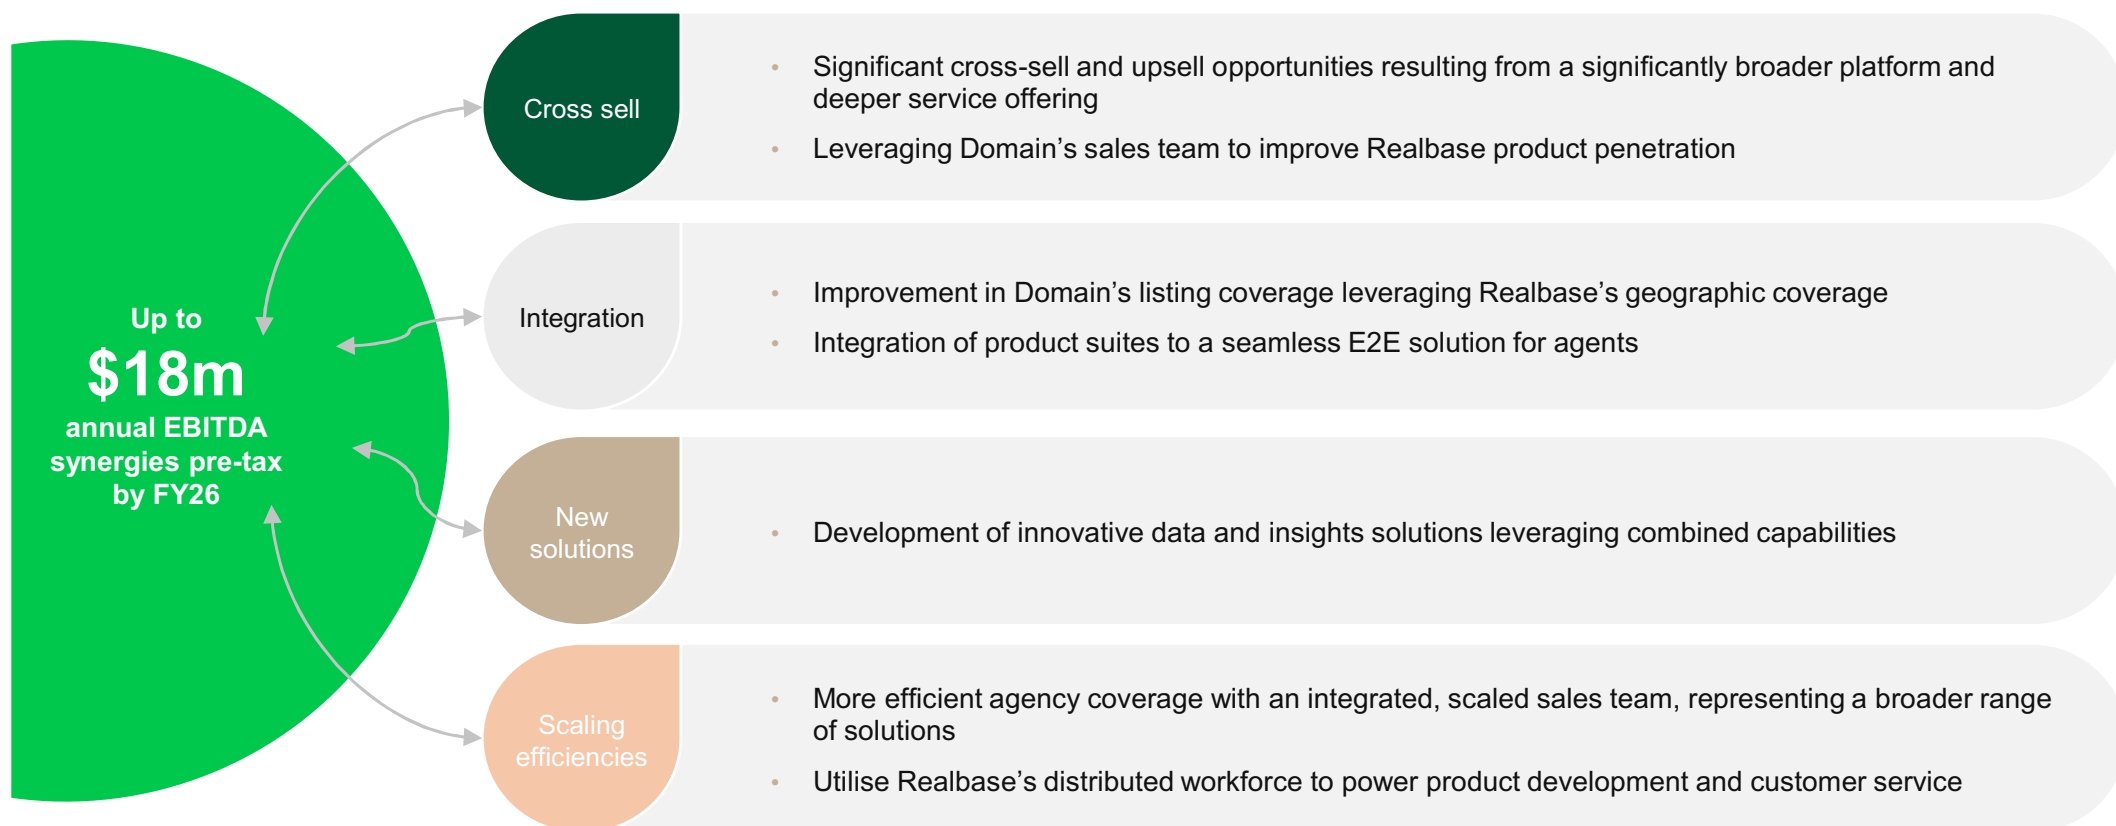 Up to
$18m
annual EBITDA
synergies pre-tax
by FY26
Cross sell
• Significant cross-sell and upsell opportunities resulting from a significantly broader platform and
deeper service offering
• Leveraging Domain’s sales team to improve Realbase product penetration
Integration
• Improvement in Domain’s listing coverage leveraging Realbase’s geographic coverage
• Integration of product suites to a seamless E2E solution for agents
New
solutions
• Development of innovative data and insights solutions leveraging combined capabilities
Scaling
efficiencies
• More efficient agency coverage with an integrated, scaled sales team, representing a broader range
of solutions
• Utilise Realbase’s distributed workforce to power product development and customer service